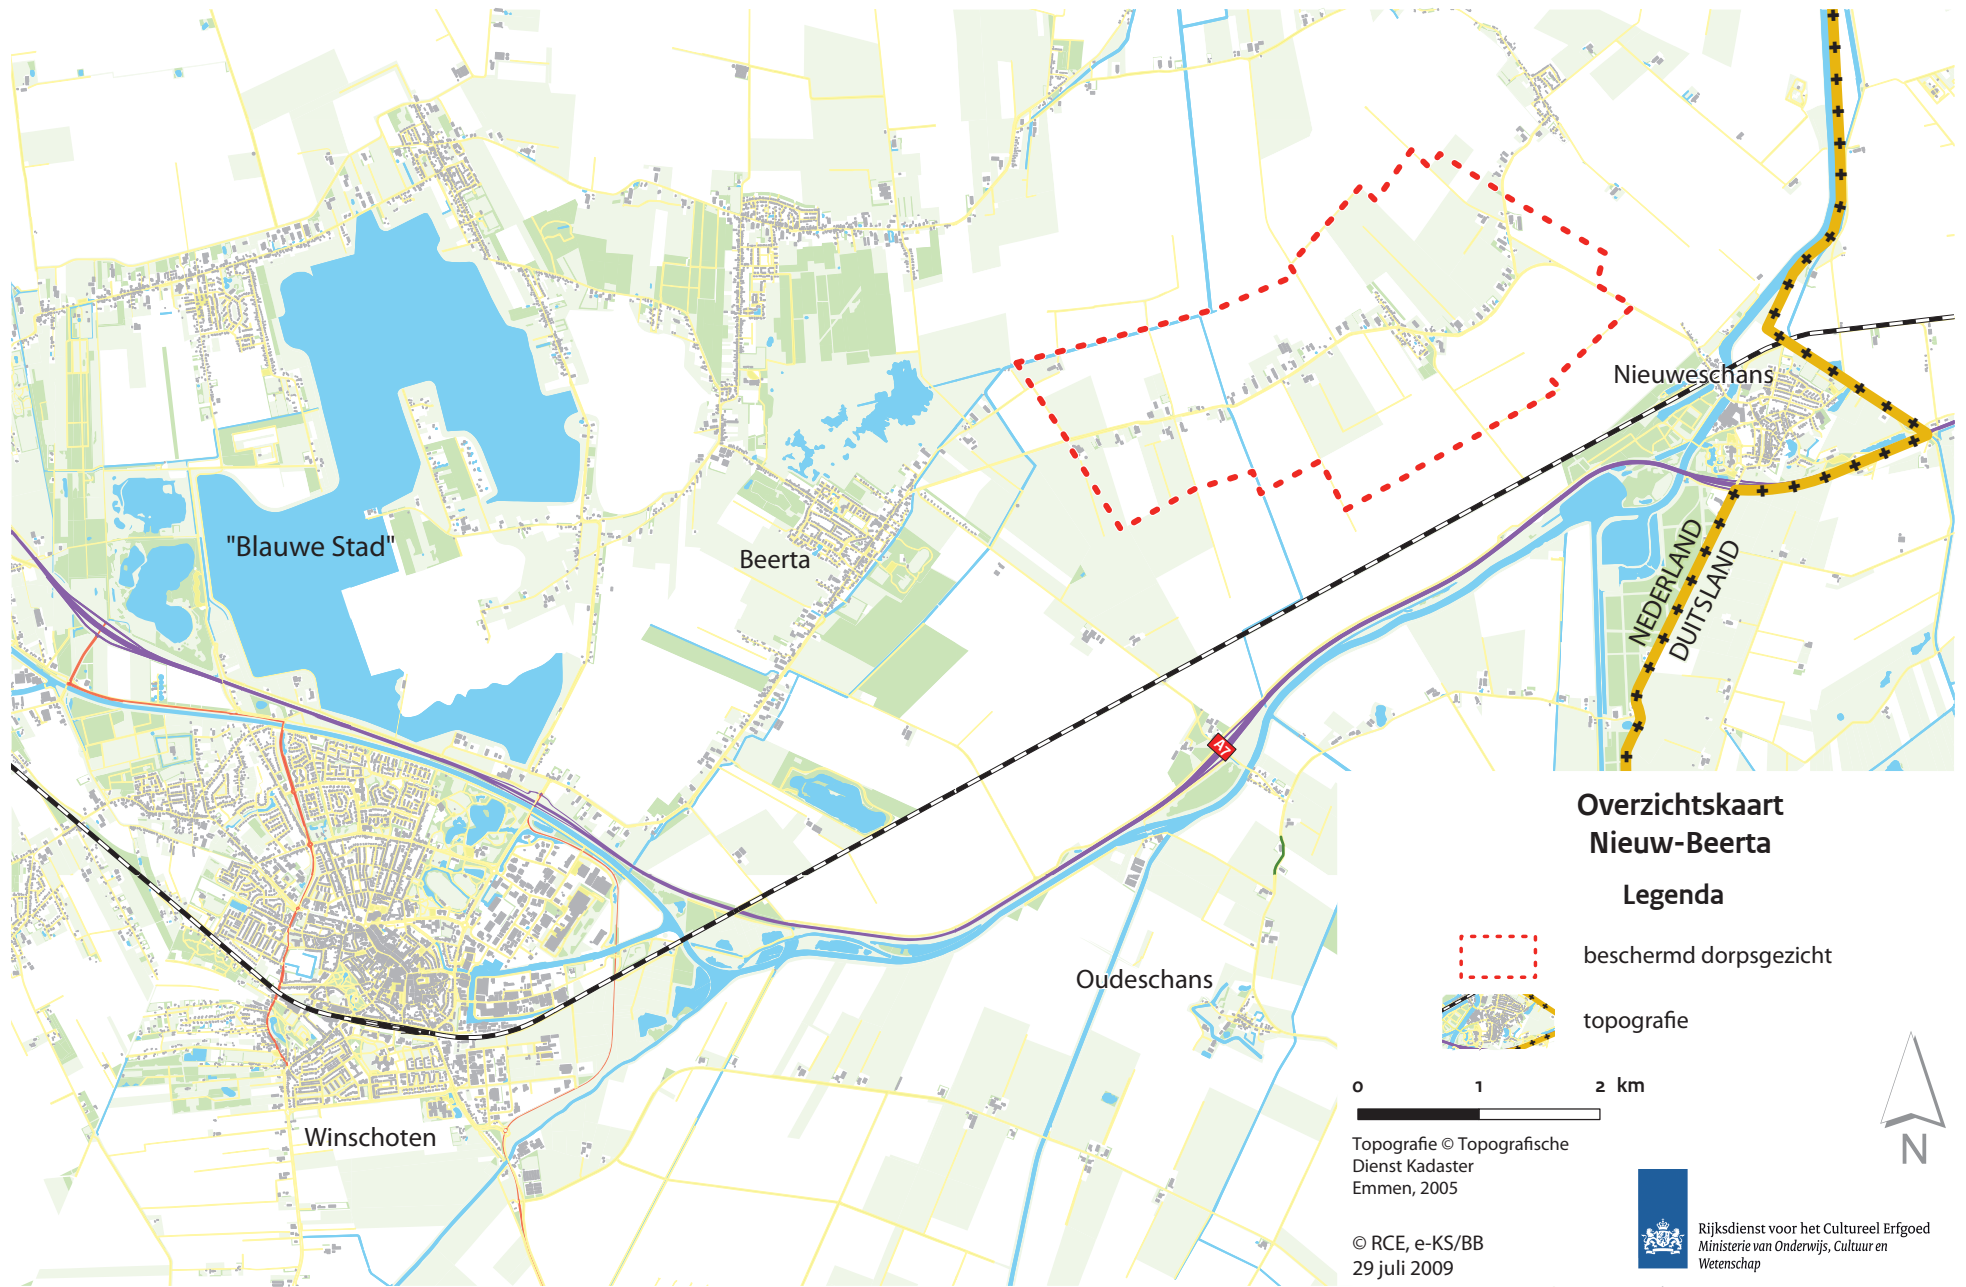 Nieuweschans
"Blauwe Stad"
Beerta
NEDERLAND
DUITSLAND
A7
Oudeschans
Winschoten
Overzichtskaart
Nieuw-Beerta
Legenda
beschermd dorpsgezicht
topografie
0 1 2 km
Topografie © Topografische
Dienst Kadaster
Emmen, 2005
© RCE, e-KS/BB
29 juli 2009
N
Rijksdienst voor het Cultureel Erfgoed
Ministerie van Onderwijs, Cultuur en
Wetenschap